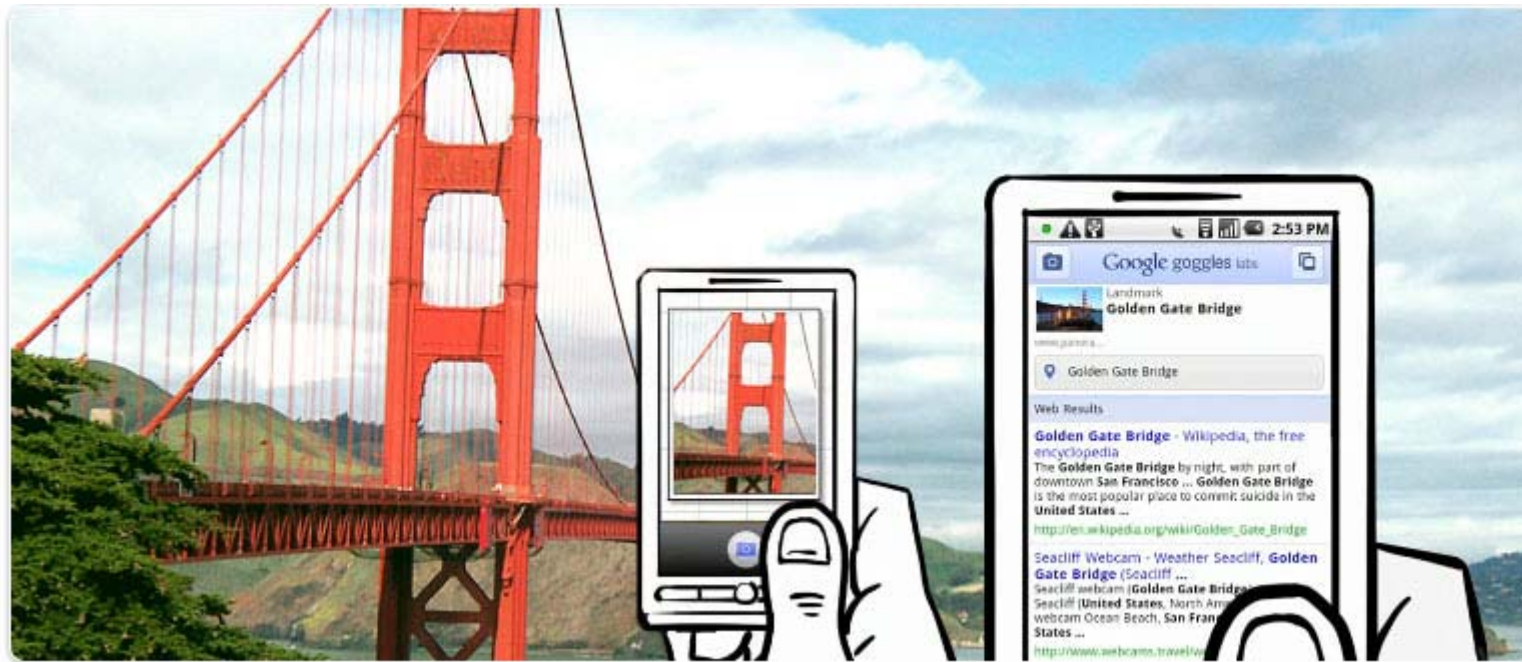 2:53 PM
Google goggles labs
Landmark
Golden Gate Bridge
Golden Gate Bridge
Web Results
Golden Gate Bridge - Wikipedia, the free
encyclopedia
The Golden Gate Bridge by night, with part of
downtown San Francisco ... Golden Gate Bridge
is the most popular place to commit suicide in the
United States ...
http://en.wikipedia.org/wiki/Golden_Gate_Bridge
Seacliff Webcam - Weather Seacliff, Golden
Gate Bridge (Seacliff ...
Seacliff webcam (Golden Gate Bridge
Seacliff (United States, North
webcam Ocean Beach, San
States ...
http://www.webcams.travel/